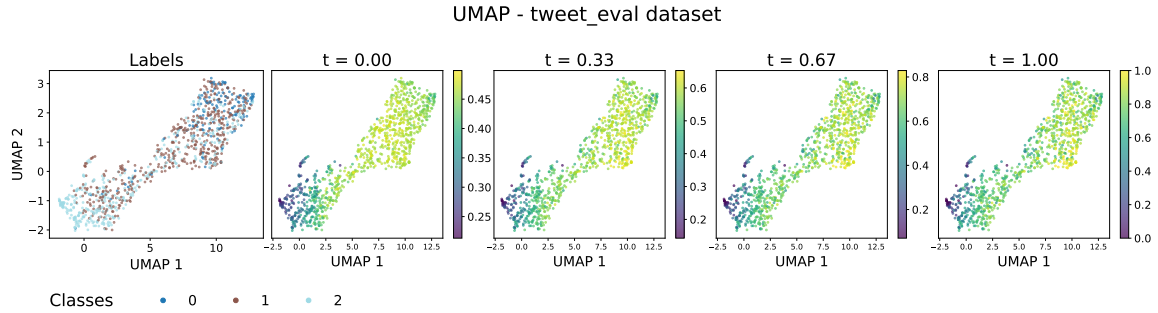 UMAP - tweet_eval dataset
Labels
t = 0.00
t = 0.33
t = 0.67
t = 1.00
UMAP 2
3
2
1
0
−1
−2
0 5 10
UMAP 1
−2.5 0.0 2.5 5.0 7.5 10.0 12.5
UMAP 1
0.45
0.40
0.35
0.30
0.25
−2.5 0.0 2.5 5.0 7.5 10.0 12.5
UMAP 1
0.6
0.5
0.4
0.3
0.2
−2.5 0.0 2.5 5.0 7.5 10.0 12.5
UMAP 1
0.8
0.6
0.4
0.2
−2.5 0.0 2.5 5.0 7.5 10.0 12.5
UMAP 1
1.0
0.8
0.6
0.4
0.2
0.0
Classes 0 1 2